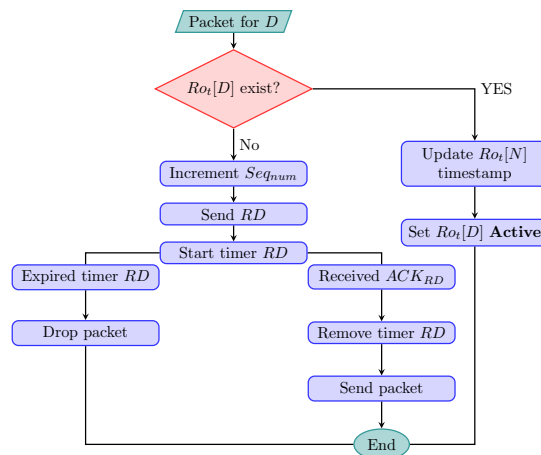 Packet for D
Ro_t[D] exist?
YES
No
Increment Seq_num
Update Ro_t[N]
timestamp
Send RD
Set Ro_t[D] Active
Start timer RD
Expired timer RD
Received ACK_RD
Drop packet
Remove timer RD
Send packet
End